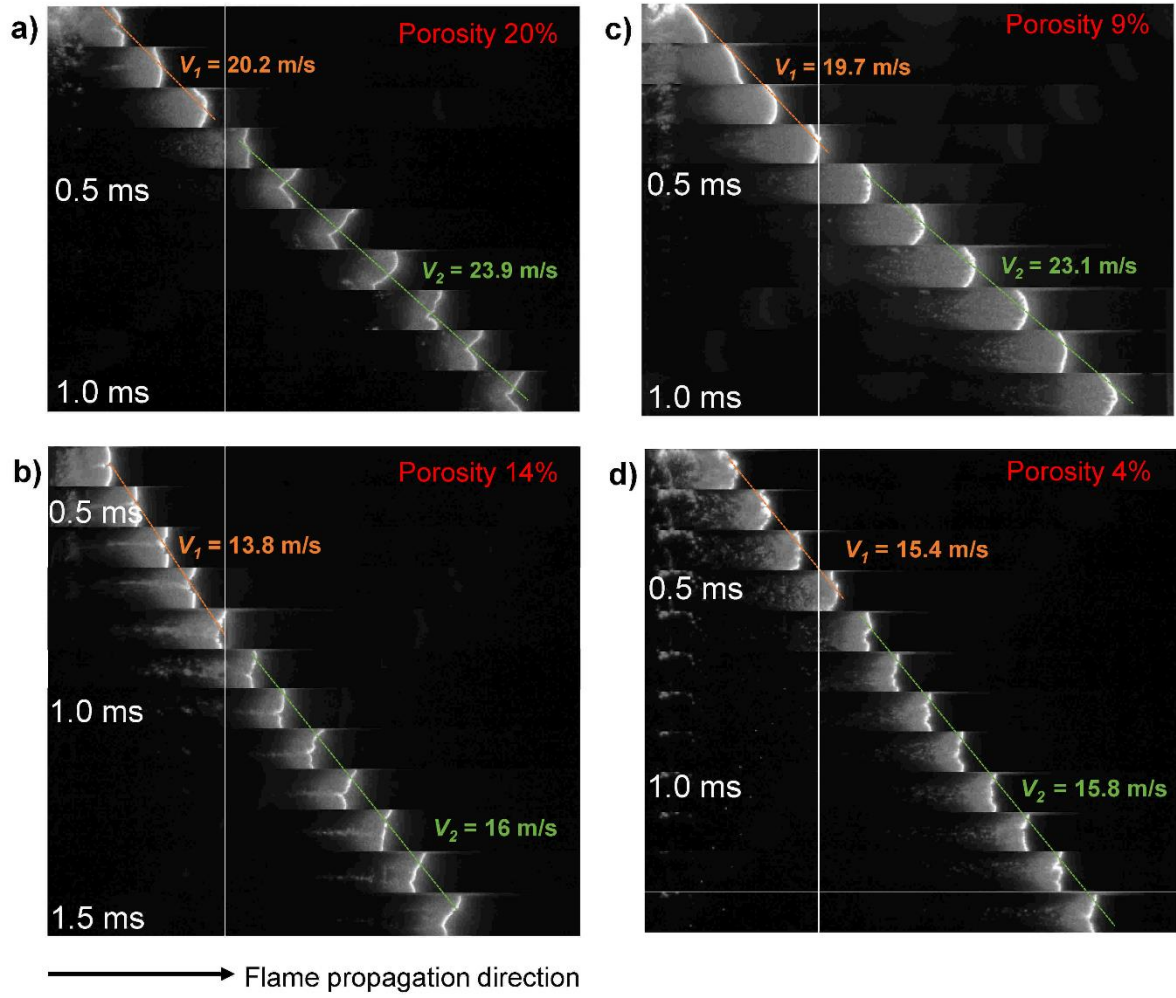 a)
Porosity 20%
V1 = 20.2 m/s
0.5 ms
V2 = 23.9 m/s
1.0 ms
c)
Porosity 9%
V1 = 19.7 m/s
0.5 ms
V2 = 23.1 m/s
1.0 ms
b)
Porosity 14%
0.5 ms
V1 = 13.8 m/s
1.0 ms
V2 = 16 m/s
1.5 ms
d)
Porosity 4%
V1 = 15.4 m/s
0.5 ms
1.0 ms
V2 = 15.8 m/s
Flame propagation direction